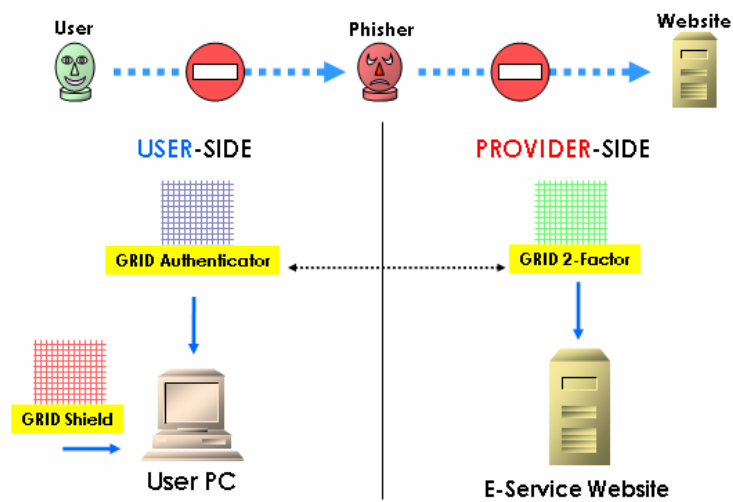 User
Phisher
Website
USER-SIDE
PROVIDER-SIDE
GRID Authenticator
GRID 2-Factor
GRID Shield
User PC
E-Service Website